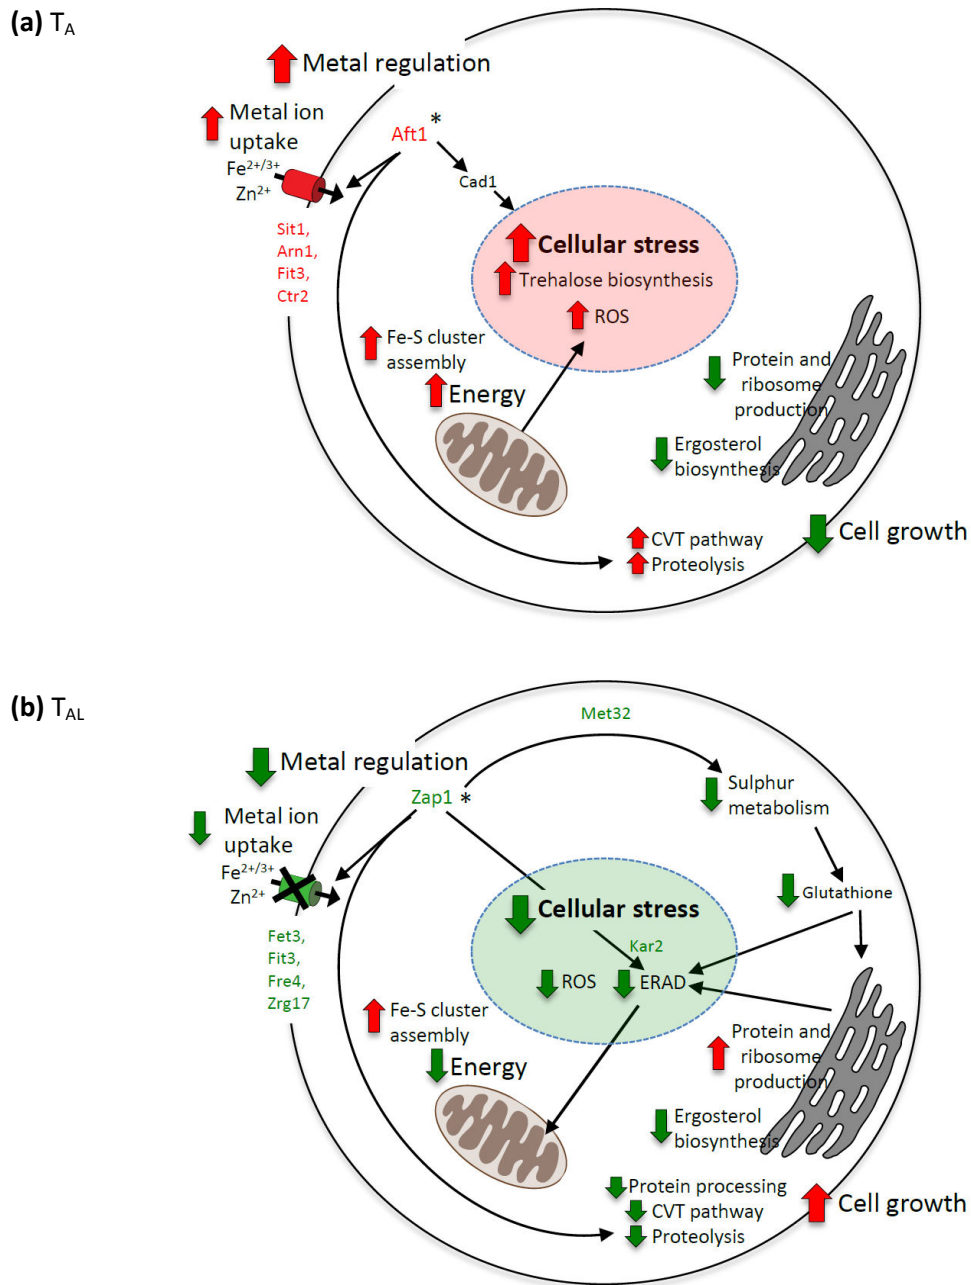 (a) TA
Metal regulation
Metal ion
uptake
Fe2+/3+
Zn2+
Aft1 *
Cad1
Sit1,
Arn1,
Fit3,
Ctr2
Cellular stress
Trehalose biosynthesis
ROS
Fe-S cluster
assembly
Energy
Protein and
ribosome
production
Ergosterol
biosynthesis
CVT pathway
Proteolysis
Cell growth
(b) TAL
Met32
Metal regulation
Zap1 *
Metal ion
uptake
Fe2+/3+
Zn2+
Sulphur
metabolism
Glutathione
Fet3,
Fit3,
Fre4,
Zrg17
Cellular stress
Kar2
ROS
ERAD
Fe-S cluster
assembly
Energy
Protein and
ribosome
production
Ergosterol
biosynthesis
Protein processing
CVT pathway
Proteolysis
Cell growth